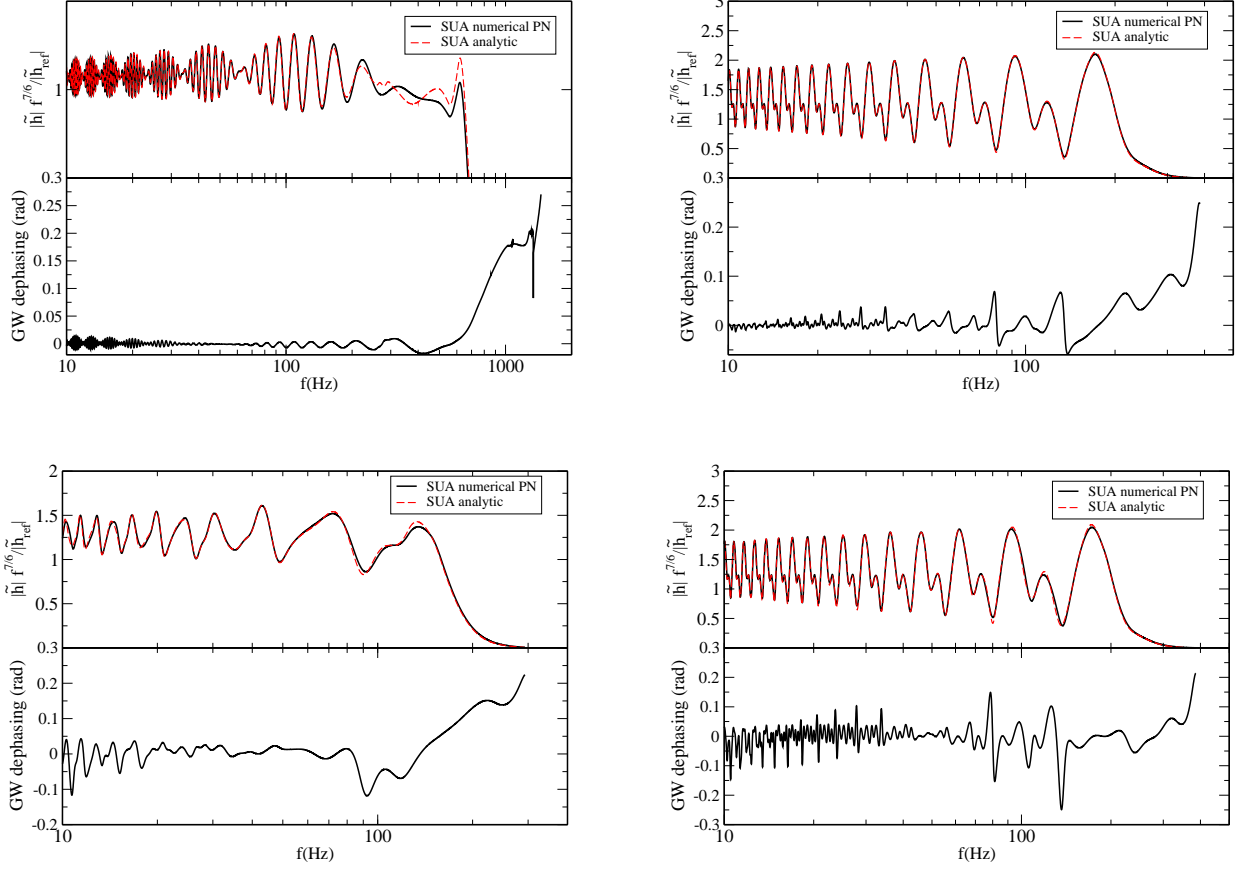 SUA numerical PN
SUA analytic
|h̃| f^{7/6}/|h̃_ref|
1
0.3
GW dephasing (rad)
0.25
0.2
0.15
0.1
0.05
0
10 100 1000
f(Hz)
SUA numerical PN
SUA analytic
|h̃| f^{7/6}/|h̃_ref|
3
2.5
2
1.5
1
0.5
0.3
GW dephasing (rad)
0.2
0.1
0
10 100
f(Hz)
SUA numerical PN
SUA analytic
|h̃| f^{7/6}/|h̃_ref|
2
1.5
1
0.5
0.3
GW dephasing (rad)
0.2
0.1
0
-0.1
-0.2
10 100
f(Hz)
SUA numerical PN
SUA analytic
|h̃| f^{7/6}/|h̃_ref|
3
2.5
2
1.5
1
0.5
0.3
GW dephasing (rad)
0.2
0.1
0
-0.1
-0.2
-0.3
10 100
f(Hz)